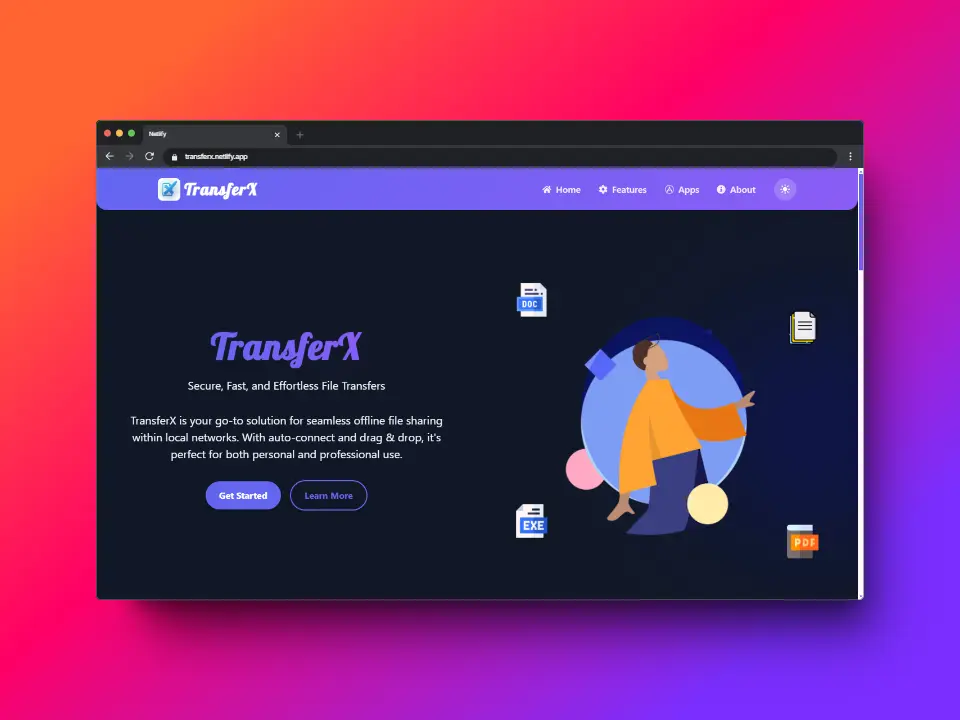 Netlify
transferx.netlify.app
TransferX
Home
Features
Apps
About
DOC
TransferX
Secure, Fast, and Effortless File Transfers
TransferX is your go-to solution for seamless offline file sharing
within local networks. With auto-connect and drag & drop, it's
perfect for both personal and professional use.
Get Started
Learn More
EXE
PDF